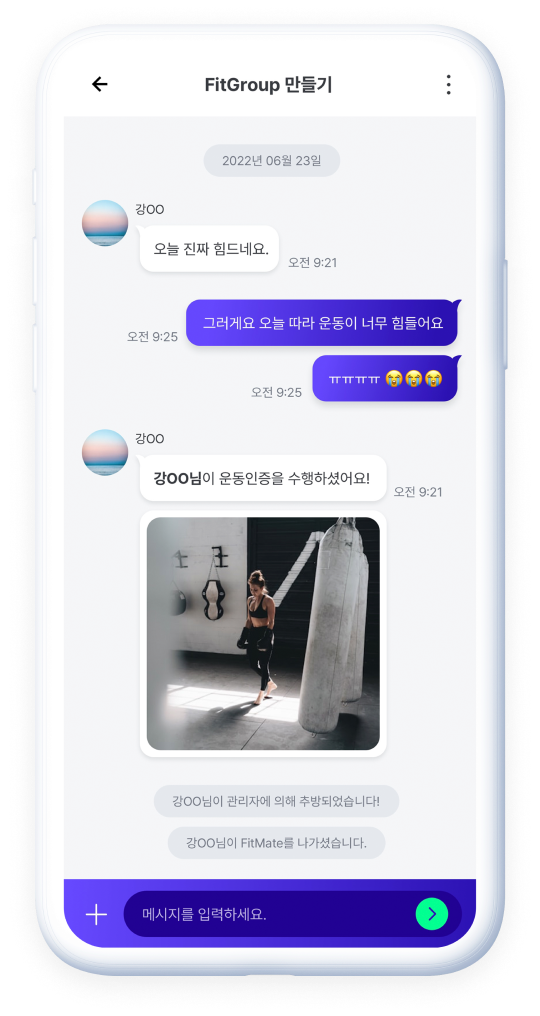 FitGroup 만들기
2022년 06월 23일
강OO
오늘 진짜 힘드네요.
오전 9:21
그러게요 오늘 따라 운동이 너무 힘들어요
오전 9:25
ㅠㅠㅠㅠ 😭😭😭
오전 9:25
강OO
강OO님이 운동인증을 수행하셨어요!
오전 9:21
강OO님이 관리자에 의해 추방되었습니다!
강OO님이 FitMate를 나가셨습니다.
메시지를 입력하세요.